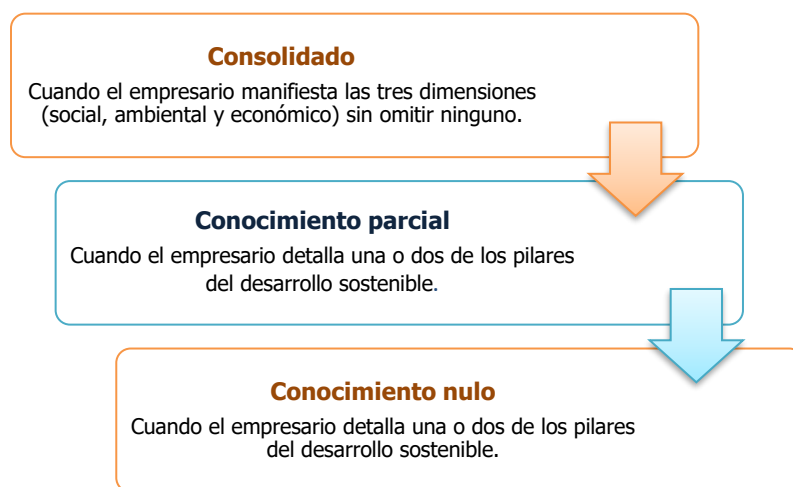 Consolidado
Cuando el empresario manifiesta las tres dimensiones
(social, ambiental y económico) sin omitir ninguno.
Conocimiento parcial
Cuando el empresario detalla una o dos de los pilares
del desarrollo sostenible.
Conocimiento nulo
Cuando el empresario detalla una o dos de los pilares
del desarrollo sostenible.